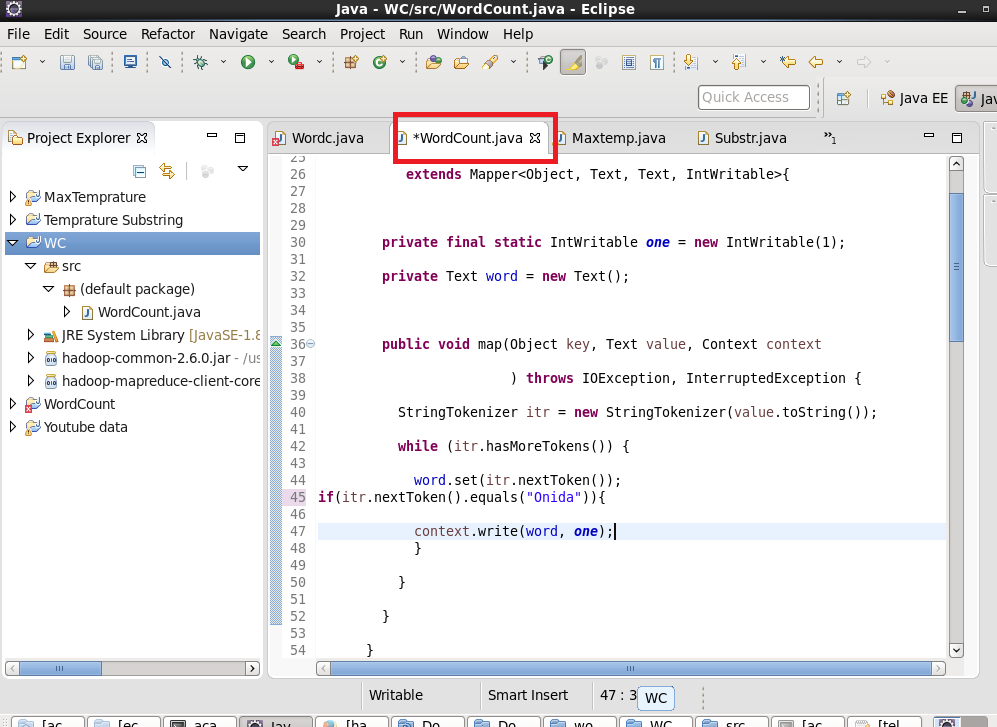 Java - WC/src/WordCount.java - Eclipse
File Edit Source Refactor Navigate Search Project Run Window Help
Quick Access
Java EE
Jav
Project Explorer
Wordc.java
*WordCount.java
Maxtemp.java
Substr.java
»1
MaxTemprature
Temprature Substring
WC
src
(default package)
WordCount.java
JRE System Library [JavaSE-1.8
hadoop-common-2.6.0.jar - /us
hadoop-mapreduce-client-core
WordCount
Youtube data
25
26 extends Mapper<Object, Text, Text, IntWritable>{
27
28
29
30 private final static IntWritable one = new IntWritable(1);
31
32 private Text word = new Text();
33
34
35
36 public void map(Object key, Text value, Context context
37
38 ) throws IOException, InterruptedException {
39
40 StringTokenizer itr = new StringTokenizer(value.toString());
41
42 while (itr.hasMoreTokens()) {
43
44 word.set(itr.nextToken());
45 if(itr.nextToken().equals("Onida")){
46
47 context.write(word, one);
48 }
49
50 }
51
52 }
53
54 }
Writable
Smart Insert
47 : 3
WC
[ac
[ec
aca
Jav
[ha
Do
Do
wo
WC
src
[ac
[tel